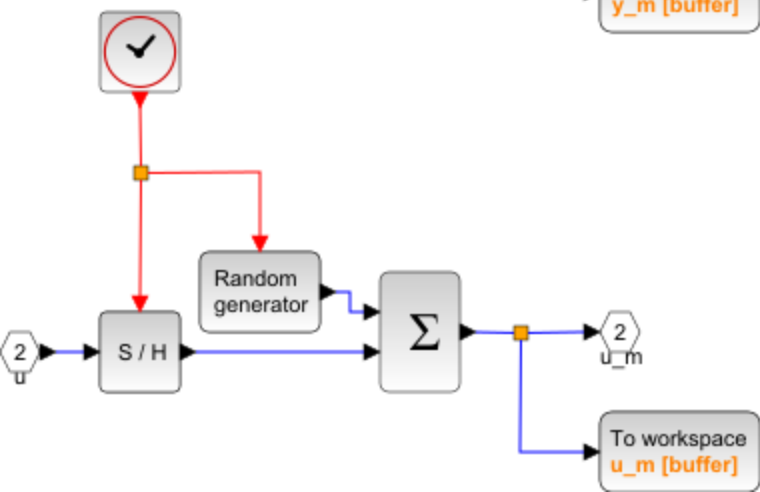 y_m [buffer]
Random
generator
2
u
S / H
Σ
2
u_m
To workspace
u_m [buffer]